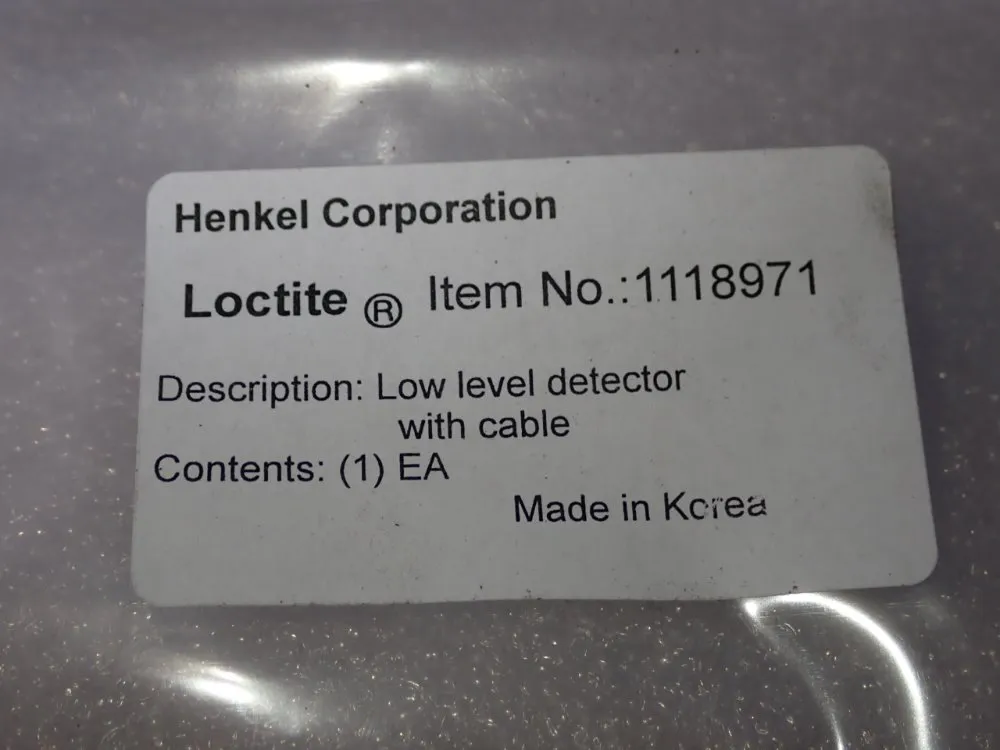 Henkel Corporation
Loctite ® Item No.:1118971
Description: Low level detector
with cable
Contents: (1) EA
Made in Korea